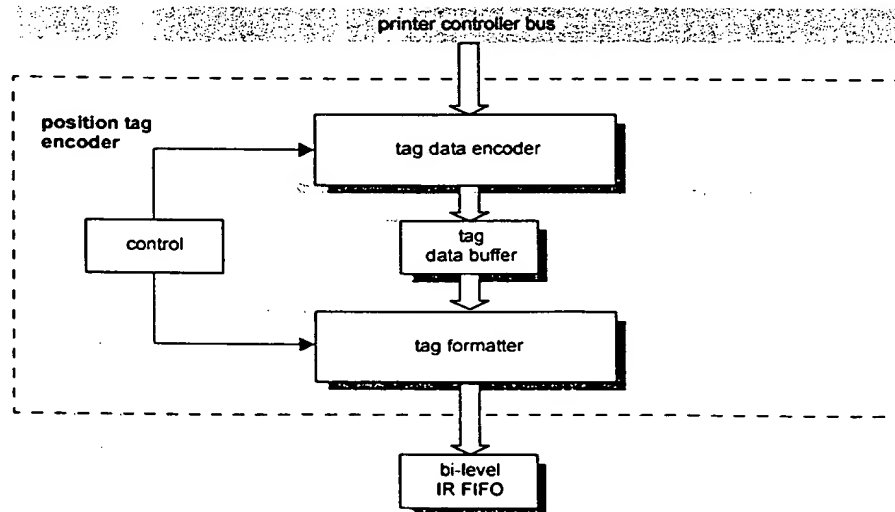 printer controller bus
position tag
encoder
tag data encoder
control
tag
data buffer
tag formatter
bi-level
IR FIFO